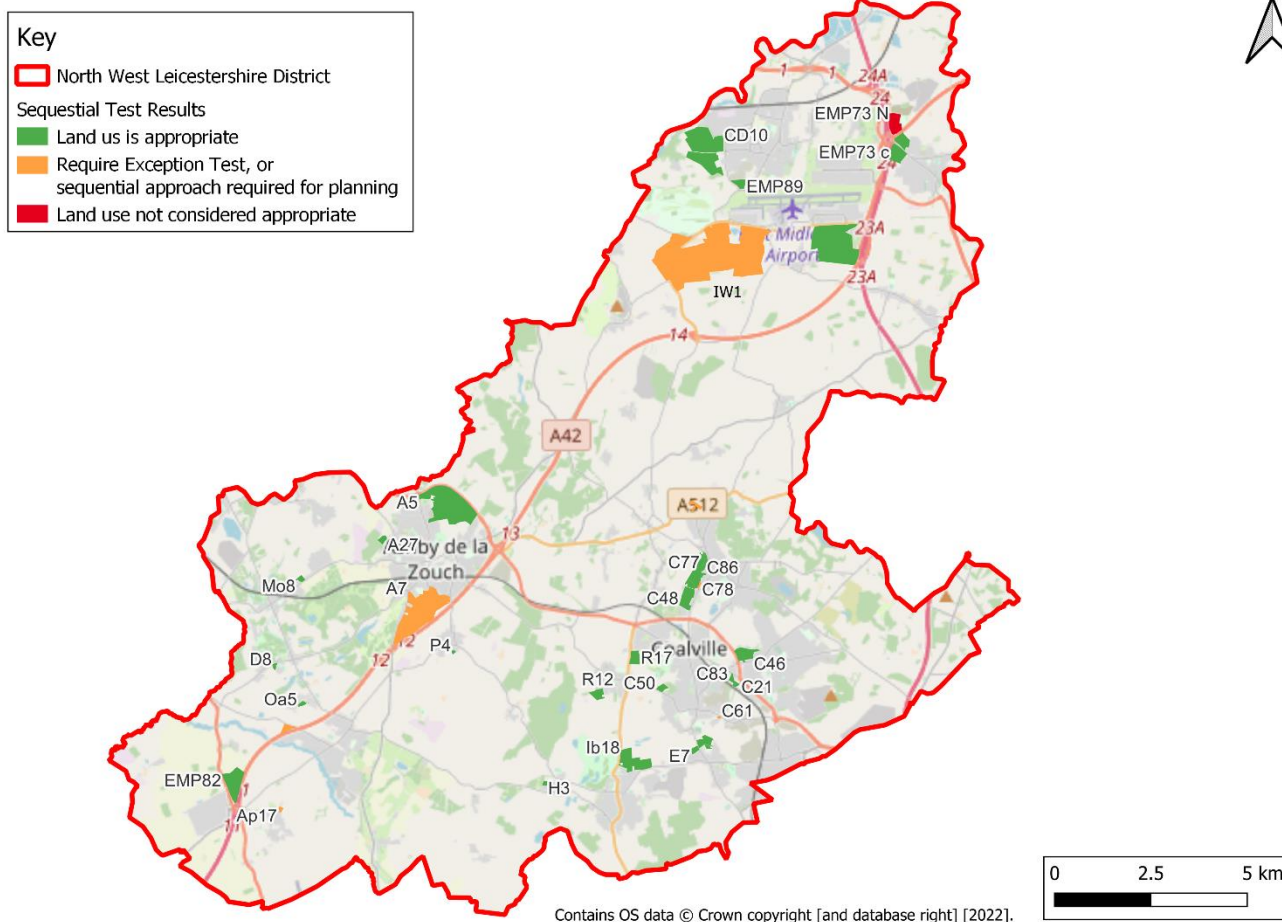 Key
North West Leicestershire District
Sequestial Test Results
Land us is appropriate
Require Exception Test, or
sequential approach required for planning
Land use not considered appropriate
1
1
24A
24
EMP73 N
CD10
EMP73 c
24
EMP89
23A
Airport
23A
IW1
14
A42
A5
A512
13
A27
by de la
Zouch
C77
C86
Mo8
A7
C78
C48
P4
12
Coalville
R17
C46
D8
C83
R12
C50
C21
Oa5
C61
Ib18
E7
EMP82
H3
Ap17
0
2.5
5 km
Contains OS data © Crown copyright [and database right] [2022].